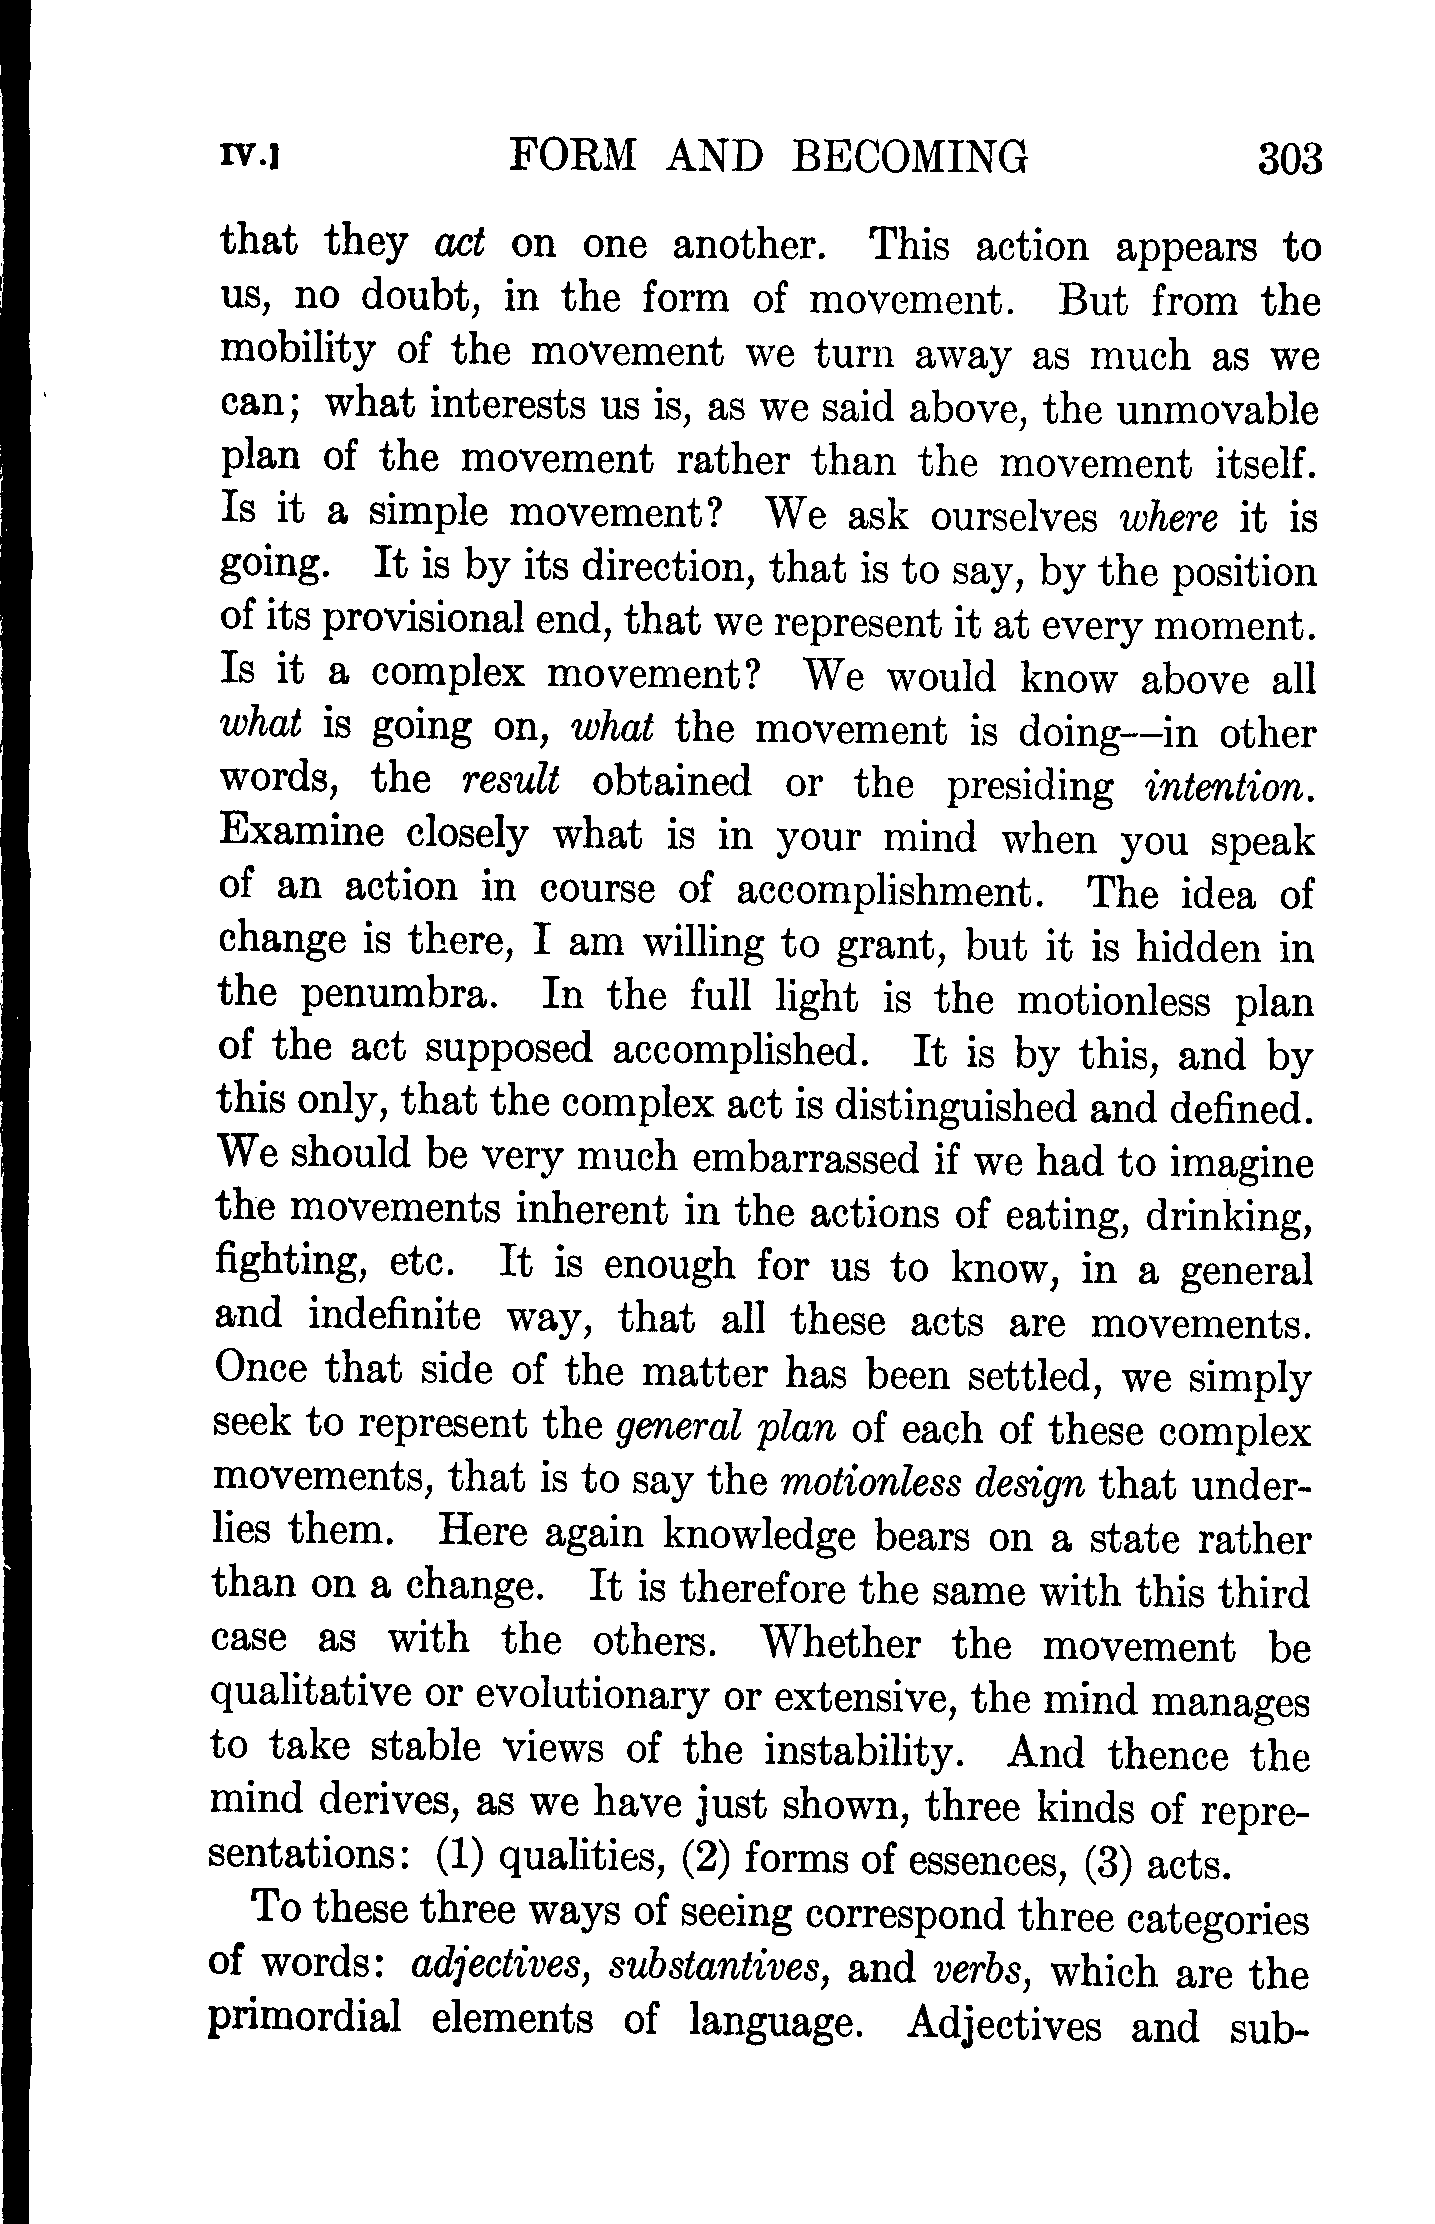 IV.] FORM AND BECOMING 303
that they act on one another. This action appears to
us, no doubt, in the form of movement. But from the
mobility of the movement we turn away as much as we
can; what interests us is, as we said above, the unmovable
plan of the movement rather than the movement itself.
Is it a simple movement? We ask ourselves where it is
going. It is by its direction, that is to say, by the position
of its provisional end, that we represent it at every moment.
Is it a complex movement? We would know above all
what is going on, what the movement is doing--in other
words, the result obtained or the presiding intention.
Examine closely what is in your mind when you speak
of an action in course of accomplishment. The idea of
change is there, I am willing to grant, but it is hidden in
the penumbra. In the full light is the motionless plan
of the act supposed accomplished. It is by this, and by
this only, that the complex act is distinguished and defined.
We should be very much embarrassed if we had to imagine
the movements inherent in the actions of eating, drinking,
fighting, etc. It is enough for us to know, in a general
and indefinite way, that all these acts are movements.
Once that side of the matter has been settled, we simply
seek to represent the general plan of each of these complex
movements, that is to say the motionless design that under-
lies them. Here again knowledge bears on a state rather
than on a change. It is therefore the same with this third
case as with the others. Whether the movement be
qualitative or evolutionary or extensive, the mind manages
to take stable views of the instability. And thence the
mind derives, as we have just shown, three kinds of repre-
sentations: (1) qualities, (2) forms of essences, (3) acts.
To these three ways of seeing correspond three categories
of words: adjectives, substantives, and verbs, which are the
primordial elements of language. Adjectives and sub-